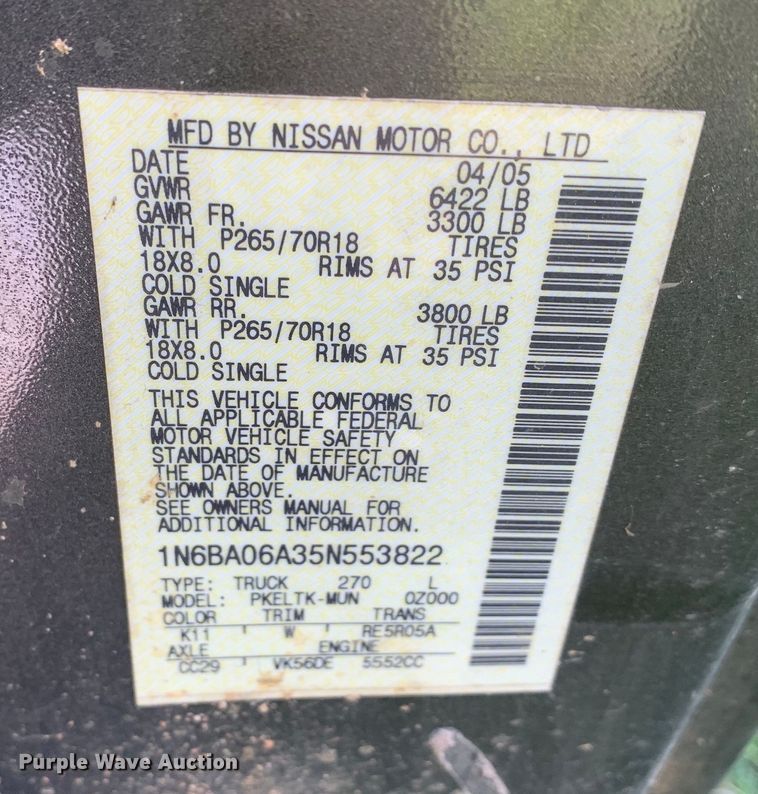 MFD BY NISSAN MOTOR CO., LTD
DATE 04/05
GVWR 6422 LB
GAWR FR. 3300 LB
WITH P265/70R18 TIRES
18X8.0 RIMS AT 35 PSI
COLD SINGLE
GAWR RR. 3800 LB
WITH P265/70R18 TIRES
18X8.0 RIMS AT 35 PSI
COLD SINGLE
THIS VEHICLE CONFORMS TO
ALL APPLICABLE FEDERAL
MOTOR VEHICLE SAFETY
STANDARDS IN EFFECT ON
THE DATE OF MANUFACTURE
SHOWN ABOVE.
SEE OWNERS MANUAL FOR
ADDITIONAL INFORMATION.
1N6BA06A35N553822
TYPE: TRUCK 270 L
MODEL: PKELTK-MUN 0Z000
COLOR TRIM TRANS
K11 W RE5R05A
AXLE ENGINE
CC29 VK56DE 5552CC
Purple Wave Auction